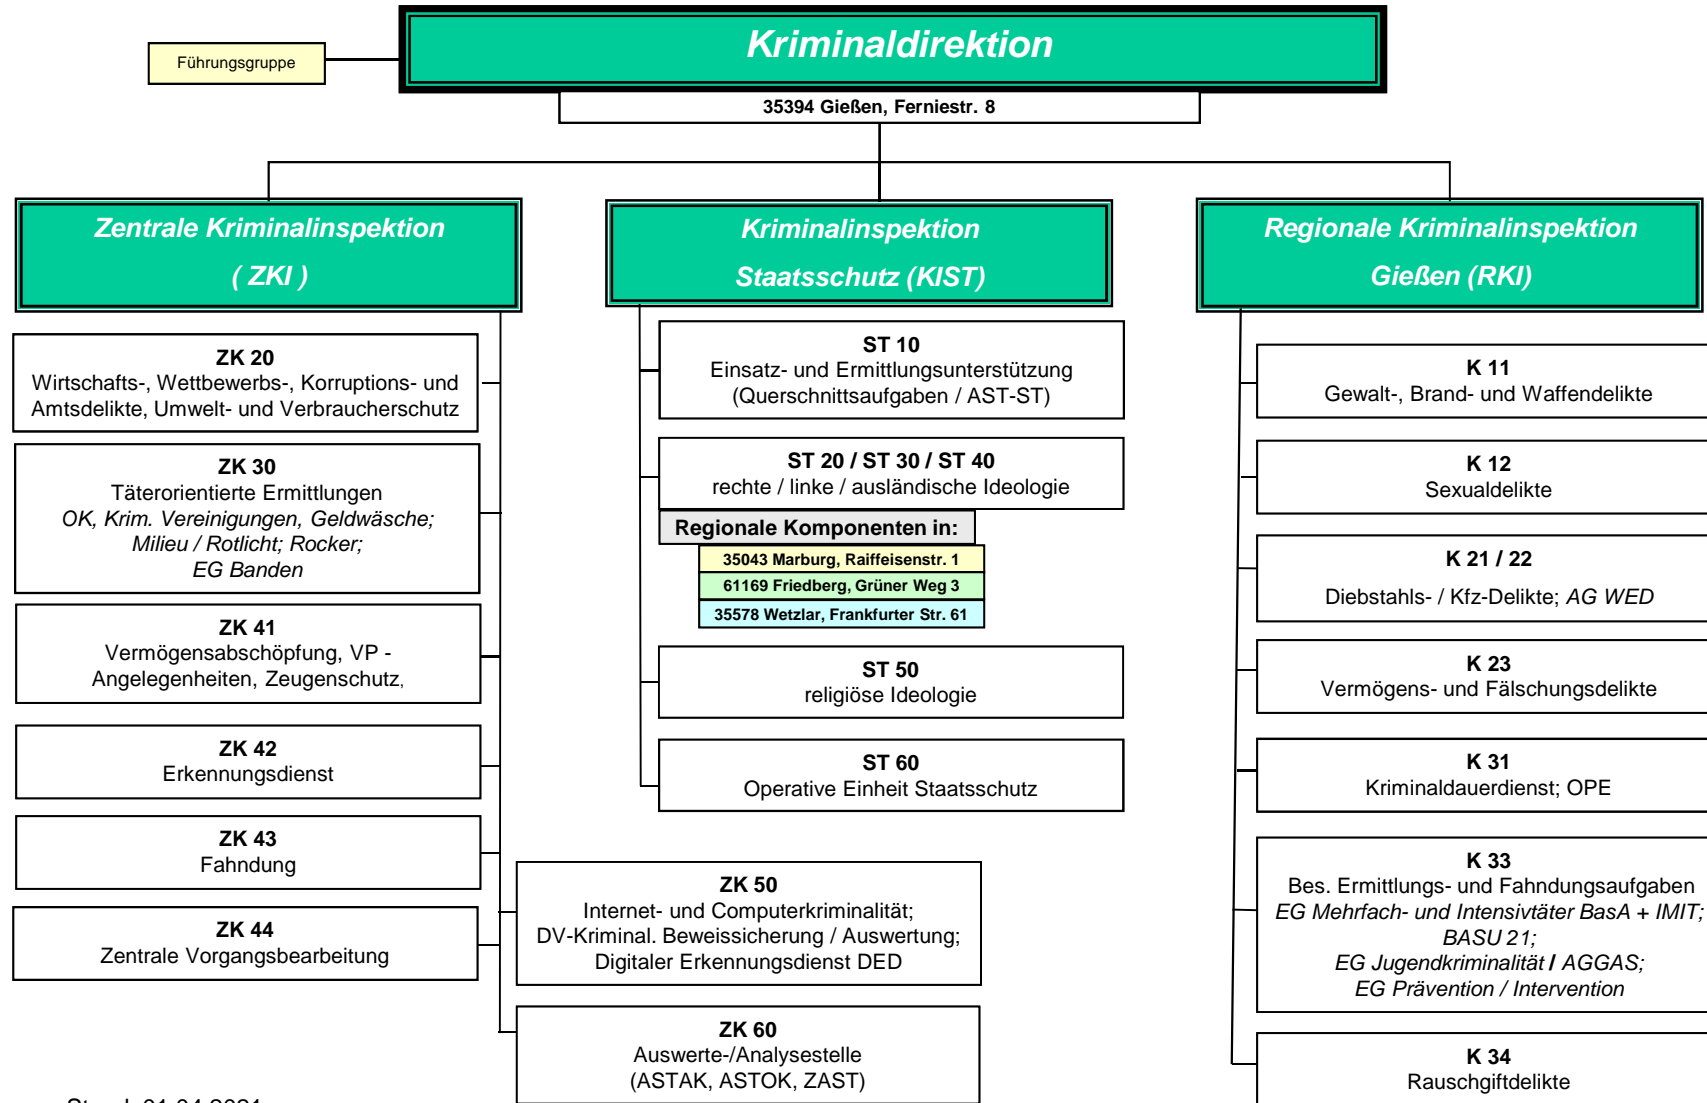 Kriminaldirektion
Führungsgruppe
35394 Gießen, Ferniestr. 8
Zentrale Kriminalinspektion
( ZKI )
ZK 20
Wirtschafts-, Wettbewerbs-, Korruptions- und
Amtsdelikte, Umwelt- und Verbraucherschutz
ZK 30
Täterorientierte Ermittlungen
OK, Krim. Vereinigungen, Geldwäsche;
Milieu / Rotlicht; Rocker;
EG Banden
ZK 41
Vermögensabschöpfung, VP -
Angelegenheiten, Zeugenschutz,
ZK 42
Erkennungsdienst
ZK 43
Fahndung
ZK 44
Zentrale Vorgangsbearbeitung
ZK 50
Internet- und Computerkriminalität;
DV-Kriminal. Beweissicherung / Auswertung;
Digitaler Erkennungsdienst DED
ZK 60
Auswerte-/Analysestelle
(ASTAK, ASTOK, ZAST)
Kriminalinspektion
Staatsschutz (KIST)
ST 10
Einsatz- und Ermittlungsunterstützung
(Querschnittsaufgaben / AST-ST)
ST 20 / ST 30 / ST 40
rechte / linke / ausländische Ideologie
Regionale Komponenten in:
35043 Marburg, Raiffeisenstr. 1
61169 Friedberg, Grüner Weg 3
35578 Wetzlar, Frankfurter Str. 61
ST 50
religiöse Ideologie
ST 60
Operative Einheit Staatsschutz
Regionale Kriminalinspektion
Gießen (RKI)
K 11
Gewalt-, Brand- und Waffendelikte
K 12
Sexualdelikte
K 21 / 22
Diebstahls- / Kfz-Delikte; AG WED
K 23
Vermögens- und Fälschungsdelikte
K 31
Kriminaldauerdienst; OPE
K 33
Bes. Ermittlungs- und Fahndungsaufgaben
EG Mehrfach- und Intensivtäter BasA + IMIT;
BASU 21;
EG Jugendkriminalität / AGGAS;
EG Prävention / Intervention
K 34
Rauschgiftdelikte